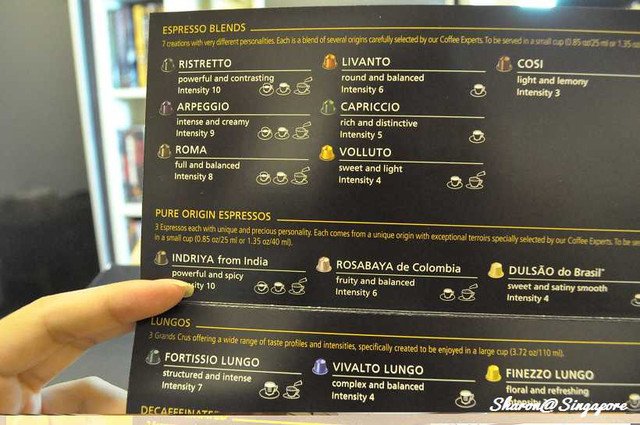 ESPRESSO BLENDS
7 creations with very different personalities. Each is a blend of several origins carefully selected by our Coffee Experts. To be served in a small cup (0.85 oz/25 ml or 1.35
RISTRETTO
powerful and contrasting
Intensity 10
LIVANTO
round and balanced
Intensity 6
COSI
light and lemony
Intensity 3
ARPEGGIO
intense and creamy
Intensity 9
CAPRICCIO
rich and distinctive
Intensity 5
ROMA
full and balanced
Intensity 8
VOLLUTO
sweet and light
Intensity 4
PURE ORIGIN ESPRESSOS
3 Espressos each with unique and precious personality. Each comes from a unique origin with exceptional terroirs specially selected by our Coffee Experts. To be
in a small cup (0.85 oz/25 ml or 1.35 oz/40 ml).
INDRIYA from India
powerful and spicy
10
ROSABAYA de Colombia
fruity and balanced
Intensity 6
DULSÃO do Brasil
sweet and satiny smooth
Intensity 4
LUNGOS
3 Grands Crus offering a wide range of taste profiles and intensities, specifically created to be enjoyed in a large cup (3.72 oz/110 ml).
FORTISSIO LUNGO
structured and intense
Intensity 7
VIVALTO LUNGO
complex and balanced
Intensity 4
FINEZZO LUNGO
floral and refreshing
Sharon@Singapore